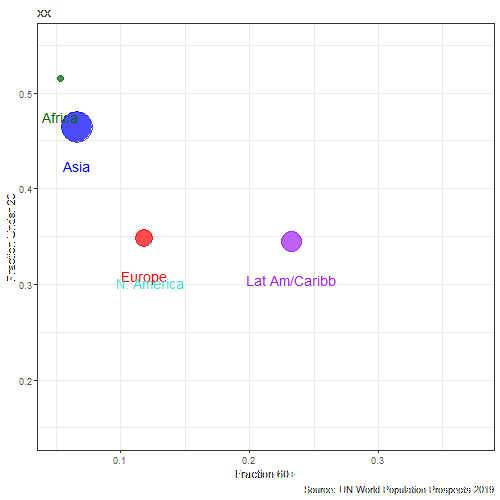 xx
0.5
Africa
Asia
0.4
Fraction Under 20
Europe
N. America
Lat Am/Caribb
0.3
0.2
0.1
0.2
0.3
Fraction 60+
Source: UN World Population Prospects 2019